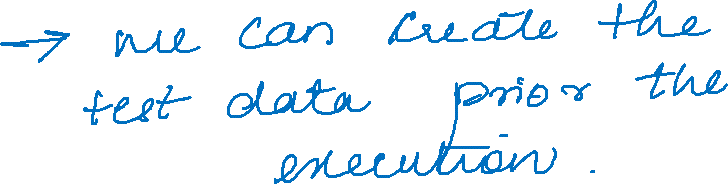 → we can create the
test data prior the
execution.